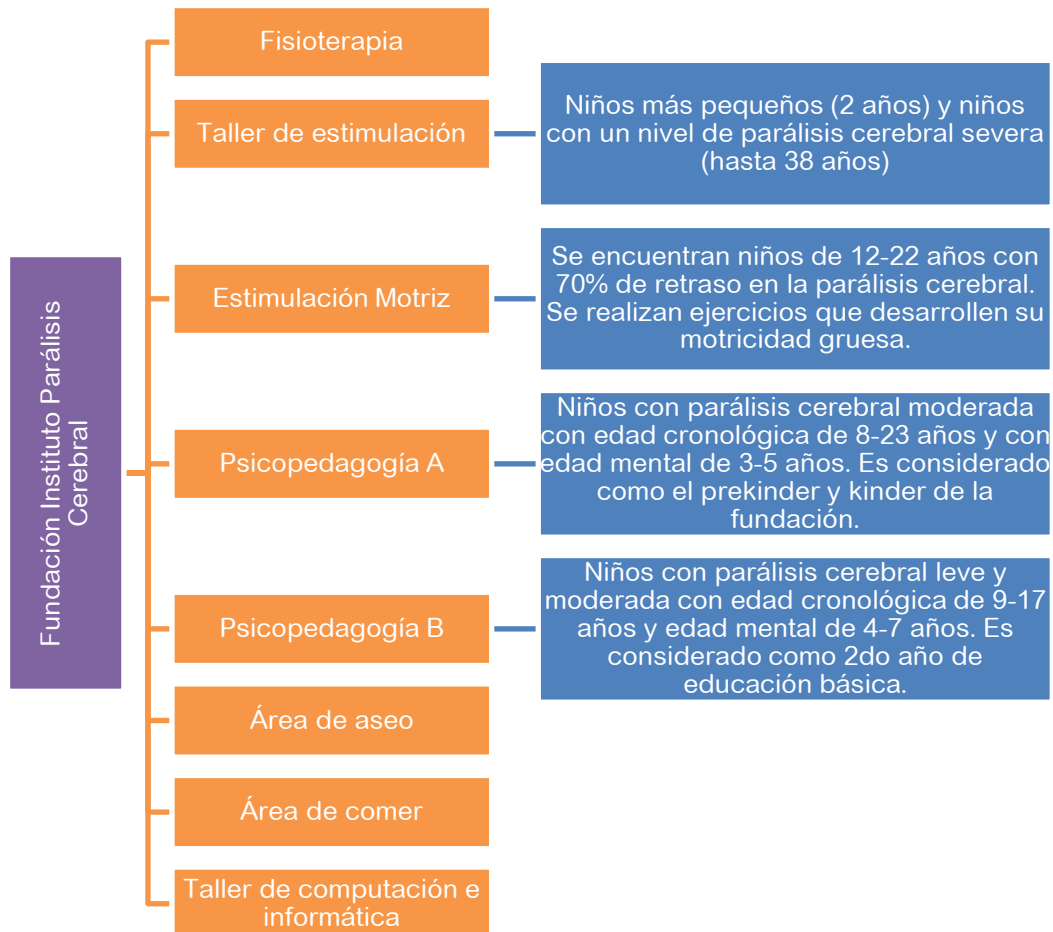 Fundación Instituto Parálisis
Cerebral
Fisioterapia
Taller de estimulación
Niños más pequeños (2 años) y niños
con un nivel de parálisis cerebral severa
(hasta 38 años)
Estimulación Motriz
Se encuentran niños de 12-22 años con
70% de retraso en la parálisis cerebral.
Se realizan ejercicios que desarrollen su
motricidad gruesa.
Psicopedagogía A
Niños con parálisis cerebral moderada
con edad cronológica de 8-23 años y con
edad mental de 3-5 años. Es considerado
como el prekinder y kinder de la
fundación.
Psicopedagogía B
Niños con parálisis cerebral leve y
moderada con edad cronológica de 9-17
años y edad mental de 4-7 años. Es
considerado como 2do año de
educación básica.
Área de aseo
Área de comer
Taller de computación e
informática